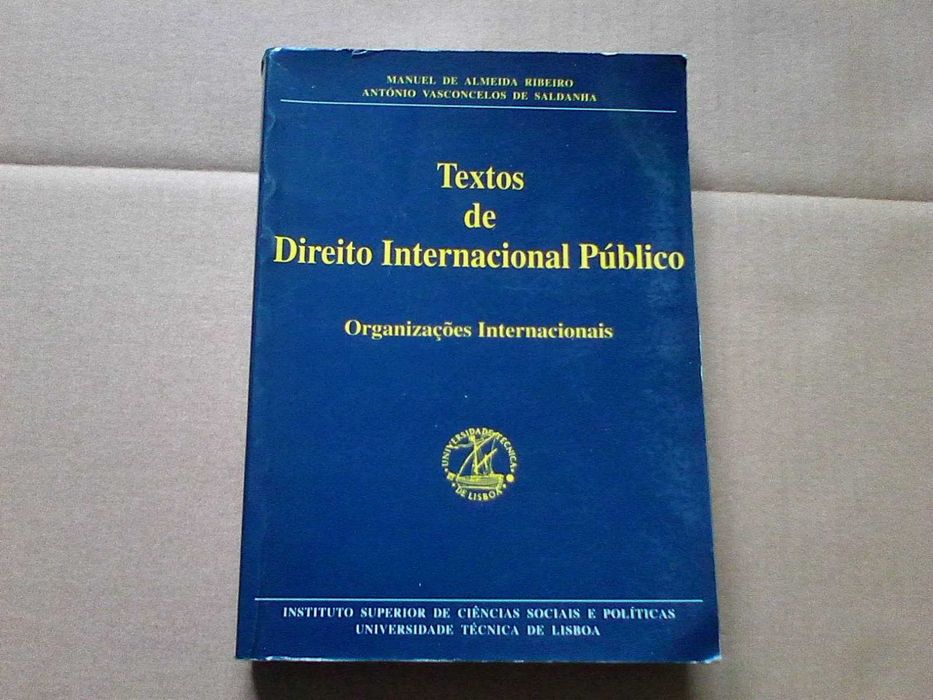 MANUEL DE ALMEIDA RIBEIRO
ANTÓNIO VASCONCELOS DE SALDANHA
Textos
de
Direito Internacional Público
Organizações Internacionais
UNIVERSIDADE TÉCNICA
DE LISBOA
INSTITUTO SUPERIOR DE CIÊNCIAS SOCIAIS E POLÍTICAS
UNIVERSIDADE TÉCNICA DE LISBOA